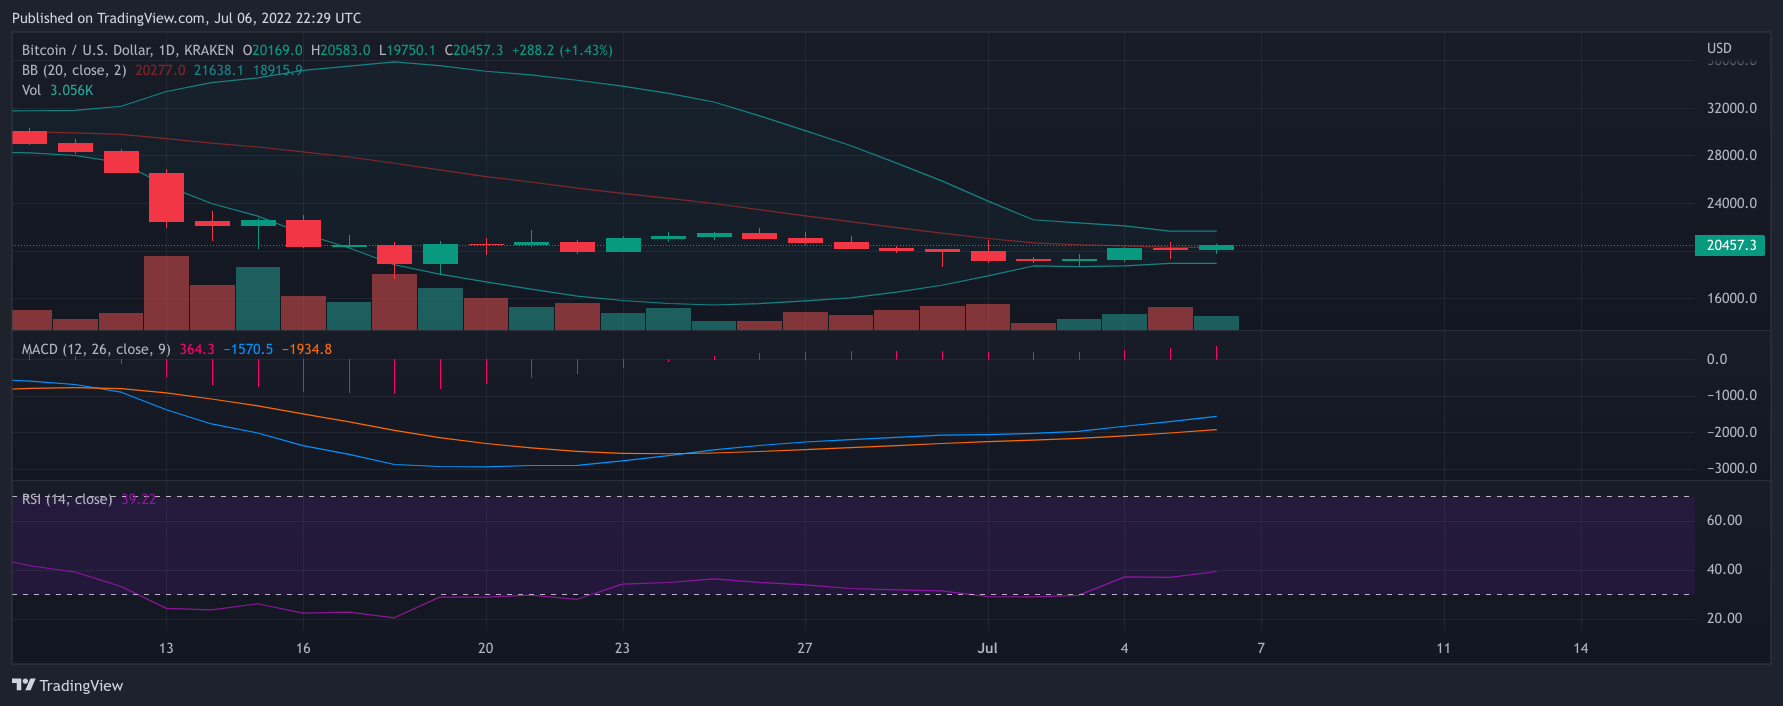 Published on TradingView.com, Jul 06, 2022 22:29 UTC
Bitcoin / U.S. Dollar, 1D, KRAKEN O20169.0 H20583.0 L19750.1 C20457.3 +288.2 (+1.43%)
USD
BB (20, close, 2) 20277.0 21638.1 18915.9
36000.0
Vol 3.056K
32000.0
28000.0
24000.0
20457.3
16000.0
MACD (12, 26, close, 9) 364.3 −1570.5 −1934.8
0.0
−1000.0
−2000.0
−3000.0
RSI (14, close) 39.22
60.00
40.00
20.00
13 16 20 23 27 Jul 4 7 11 14
TradingView